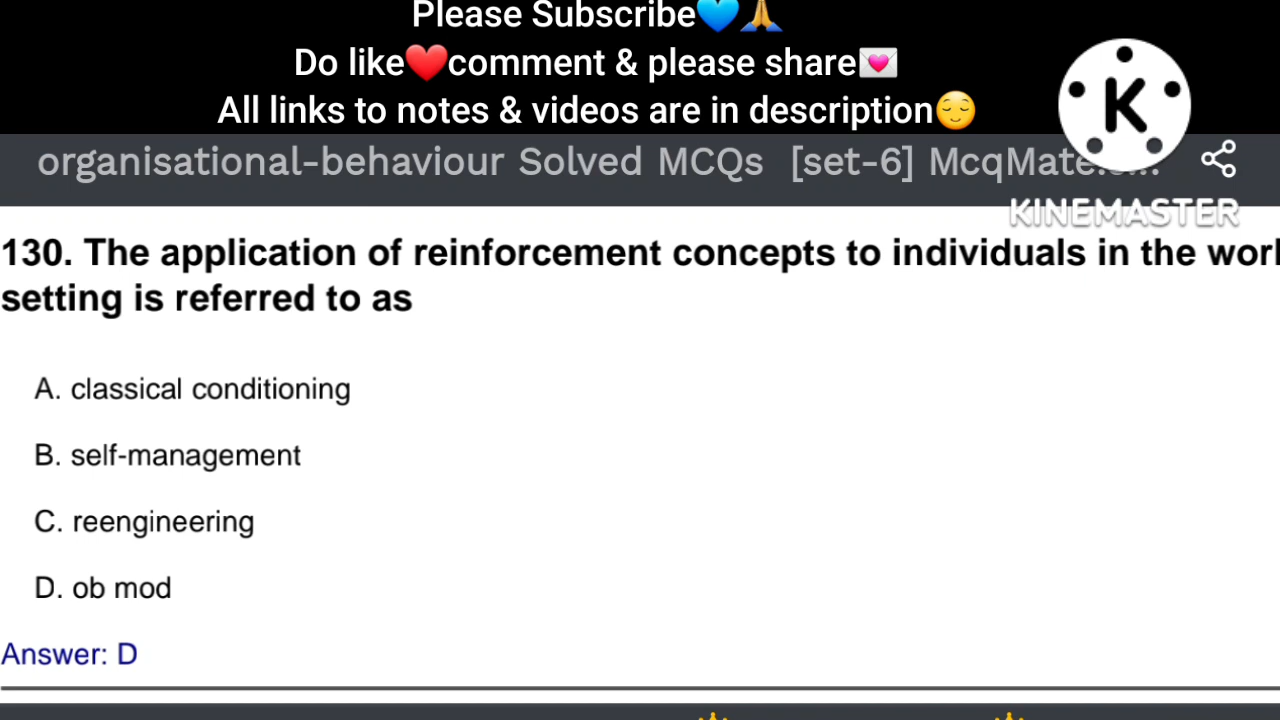 Please Subscribe💙🙏
Do like❤️comment & please share💌
All links to notes & videos are in description😌
K
organisational-behaviour Solved MCQs [set-6] McqMate.
KINEMASTER
130. The application of reinforcement concepts to individuals in the work
setting is referred to as
A. classical conditioning
B. self-management
C. reengineering
D. ob mod
Answer: D